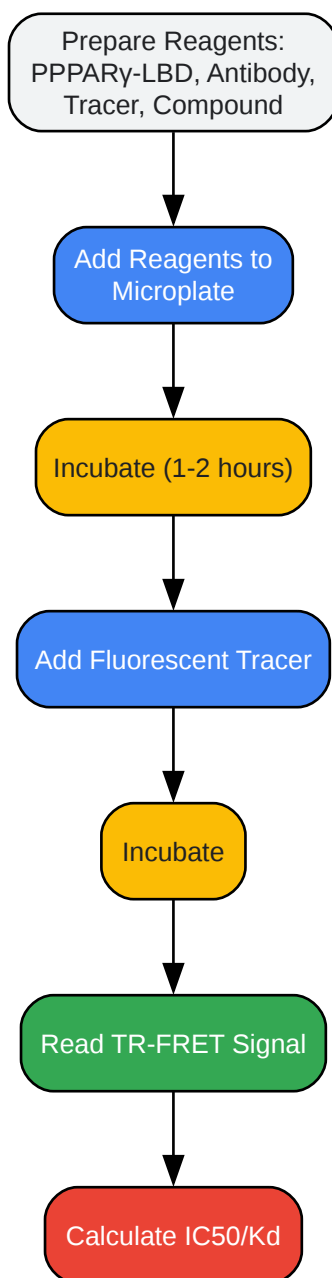 Prepare Reagents:
PPPARγ-LBD, Antibody,
Tracer, Compound
Add Reagents to
Microplate
Incubate (1-2 hours)
Add Fluorescent Tracer
Incubate
Read TR-FRET Signal
Calculate IC50/Kd